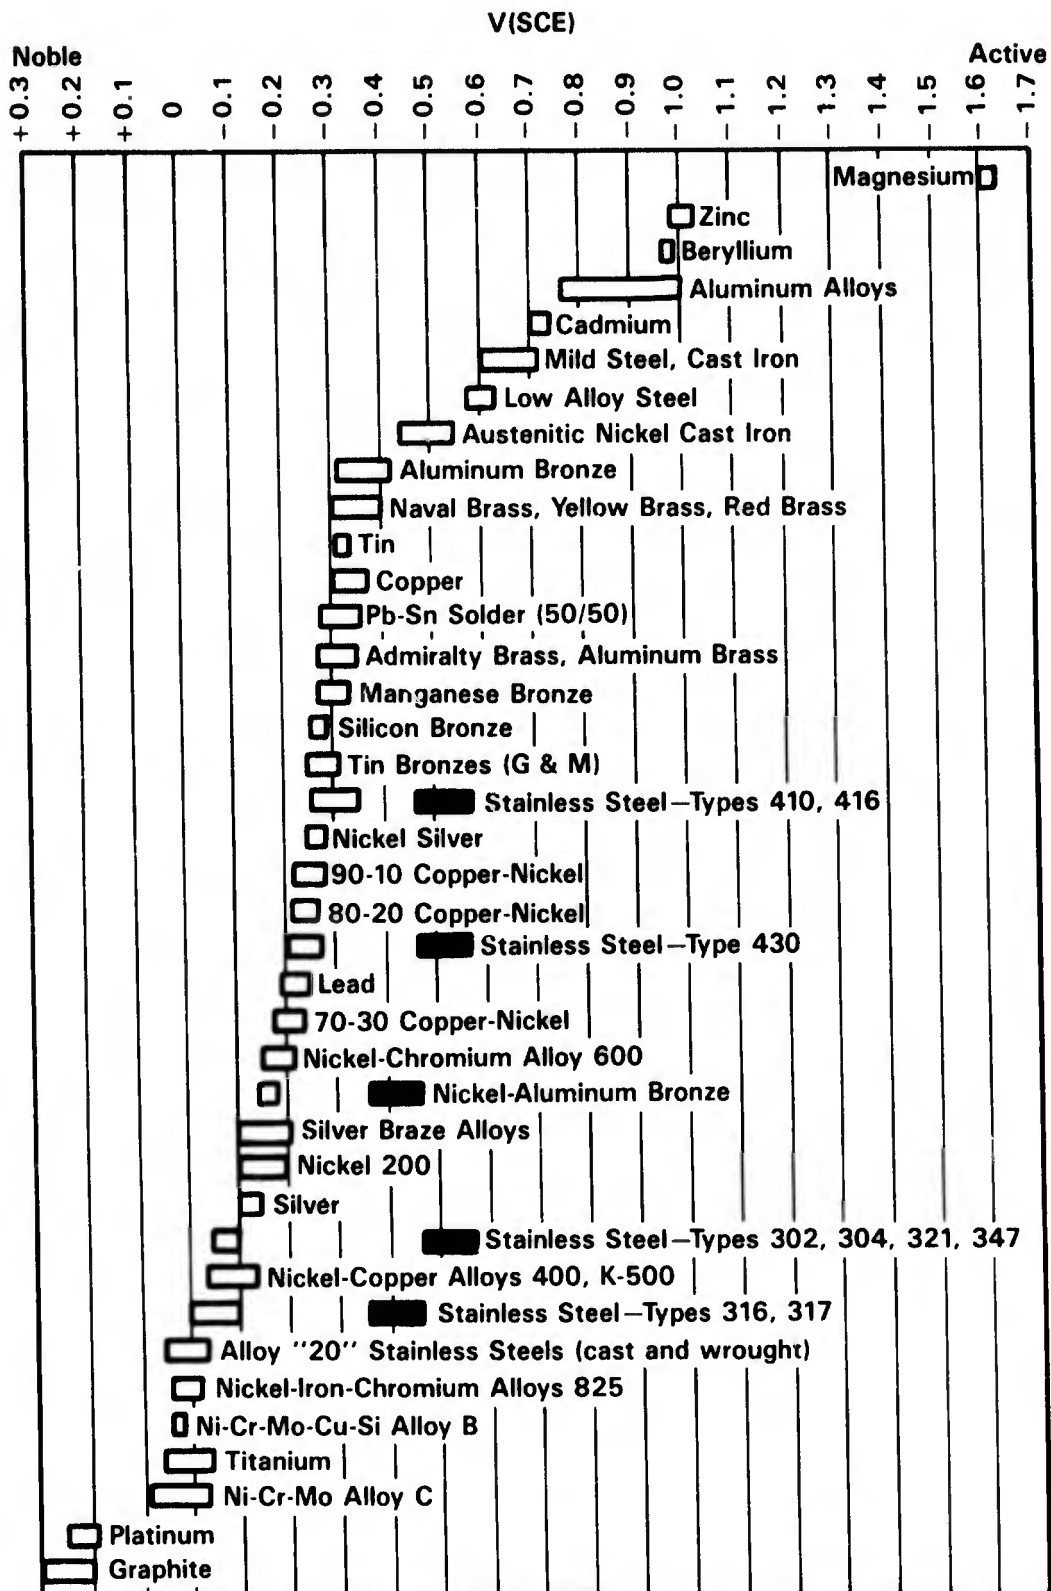 V(SCE)
Noble Active
+0.3 +0.2 +0.1 0 -0.1 -0.2 -0.3 -0.4 -0.5 -0.6 -0.7 -0.8 -0.9 -1.0 -1.1 -1.2 -1.3 -1.4 -1.5 -1.6 -1.7
Magnesium
Zinc
Beryllium
Aluminum Alloys
Cadmium
Mild Steel, Cast Iron
Low Alloy Steel
Austenitic Nickel Cast Iron
Aluminum Bronze
Naval Brass, Yellow Brass, Red Brass
Tin
Copper
Pb-Sn Solder (50/50)
Admiralty Brass, Aluminum Brass
Manganese Bronze
Silicon Bronze
Tin Bronzes (G & M)
Stainless Steel—Types 410, 416
Nickel Silver
90-10 Copper-Nickel
80-20 Copper-Nickel
Stainless Steel—Type 430
Lead
70-30 Copper-Nickel
Nickel-Chromium Alloy 600
Nickel-Aluminum Bronze
Silver Braze Alloys
Nickel 200
Silver
Stainless Steel—Types 302, 304, 321, 347
Nickel-Copper Alloys 400, K-500
Stainless Steel—Types 316, 317
Alloy "20" Stainless Steels (cast and wrought)
Nickel-Iron-Chromium Alloys 825
Ni-Cr-Mo-Cu-Si Alloy B
Titanium
Ni-Cr-Mo Alloy C
Platinum
Graphite